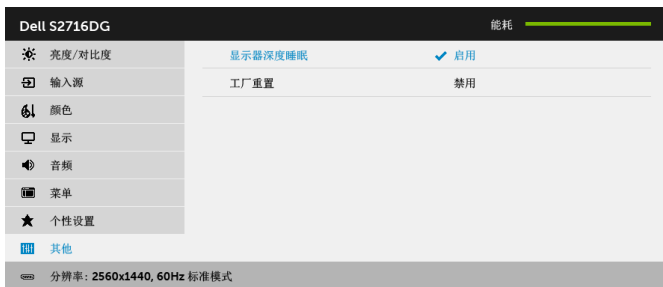 Dell S2716DG 能耗
亮度/对比度 显示器深度睡眠 启用
输入源 工厂重置 禁用
颜色
显示
音频
菜单
个性设置
其他
分辨率: 2560x1440, 60Hz 标准模式